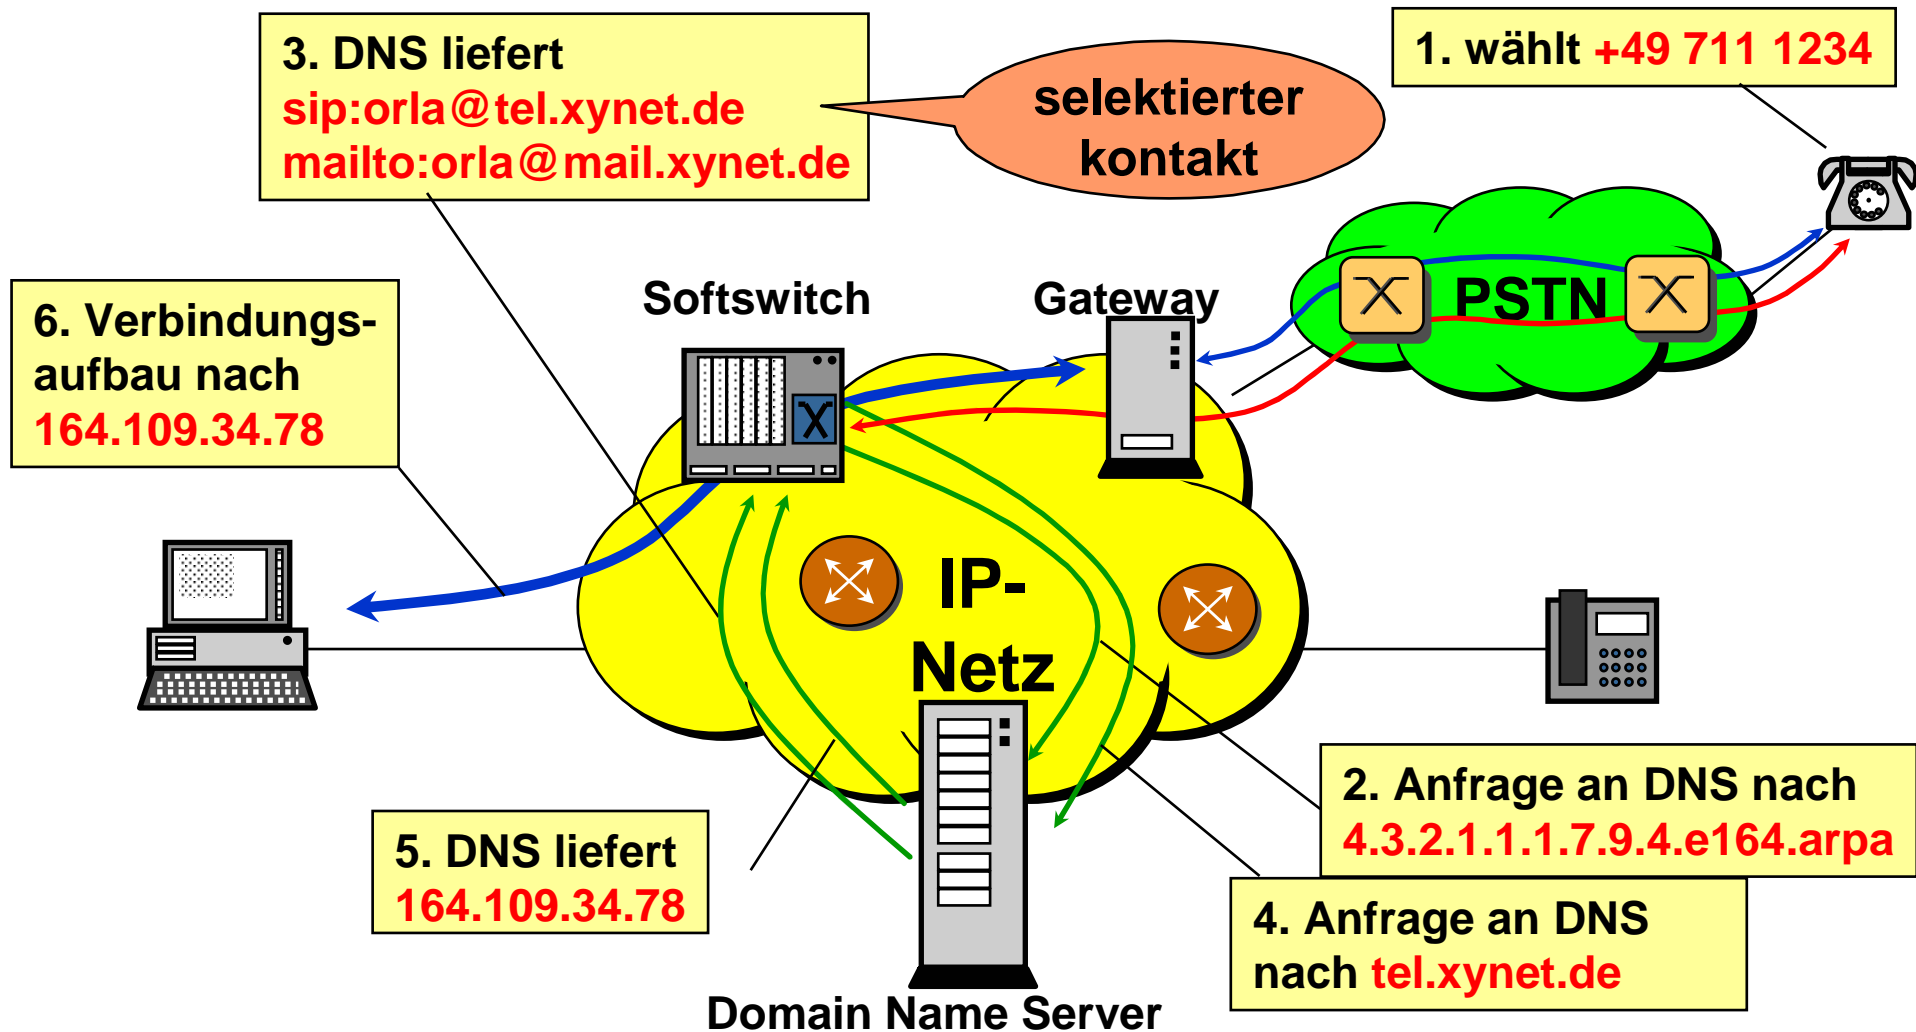 3. DNS liefert
sip:orla@tel.xynet.de
mailto:orla@mail.xynet.de
selektierter
kontakt
1. wählt +49 711 1234
6. Verbindungs-
aufbau nach
164.109.34.78
Softswitch
Gateway
PSTN
IP-
Netz
5. DNS liefert
164.109.34.78
2. Anfrage an DNS nach
4.3.2.1.1.1.7.9.4.e164.arpa
4. Anfrage an DNS
nach tel.xynet.de
Domain Name Server